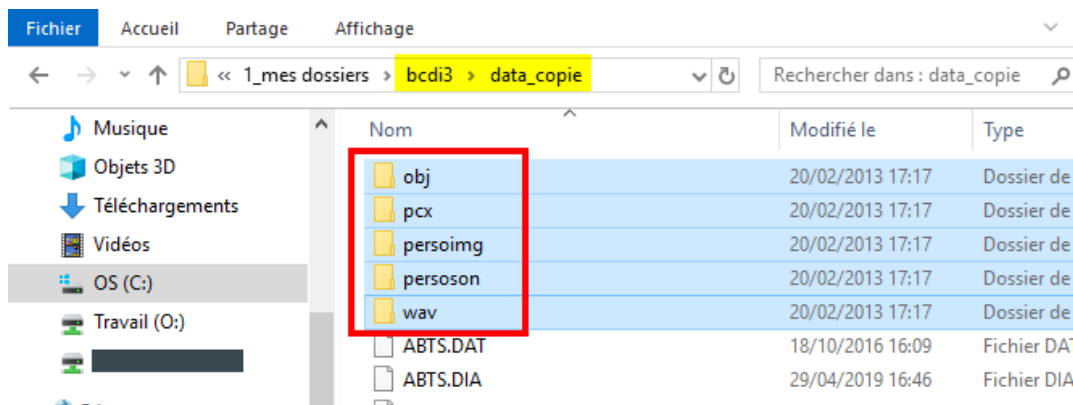 Fichier Accueil Partage Affichage
« 1_mes dossiers > bcdi3 > data_copie Rechercher dans : data_copie
Musique
Objets 3D
Téléchargements
Vidéos
OS (C:)
Travail (O:)
Nom Modifié le Type
obj 20/02/2013 17:17 Dossier de
pcx 20/02/2013 17:17 Dossier de
persoimg 20/02/2013 17:17 Dossier de
persoson 20/02/2013 17:17 Dossier de
wav 20/02/2013 17:17 Dossier de
ABTS.DAT 18/10/2016 16:09 Fichier DAT
ABTS.DIA 29/04/2019 16:46 Fichier DIA